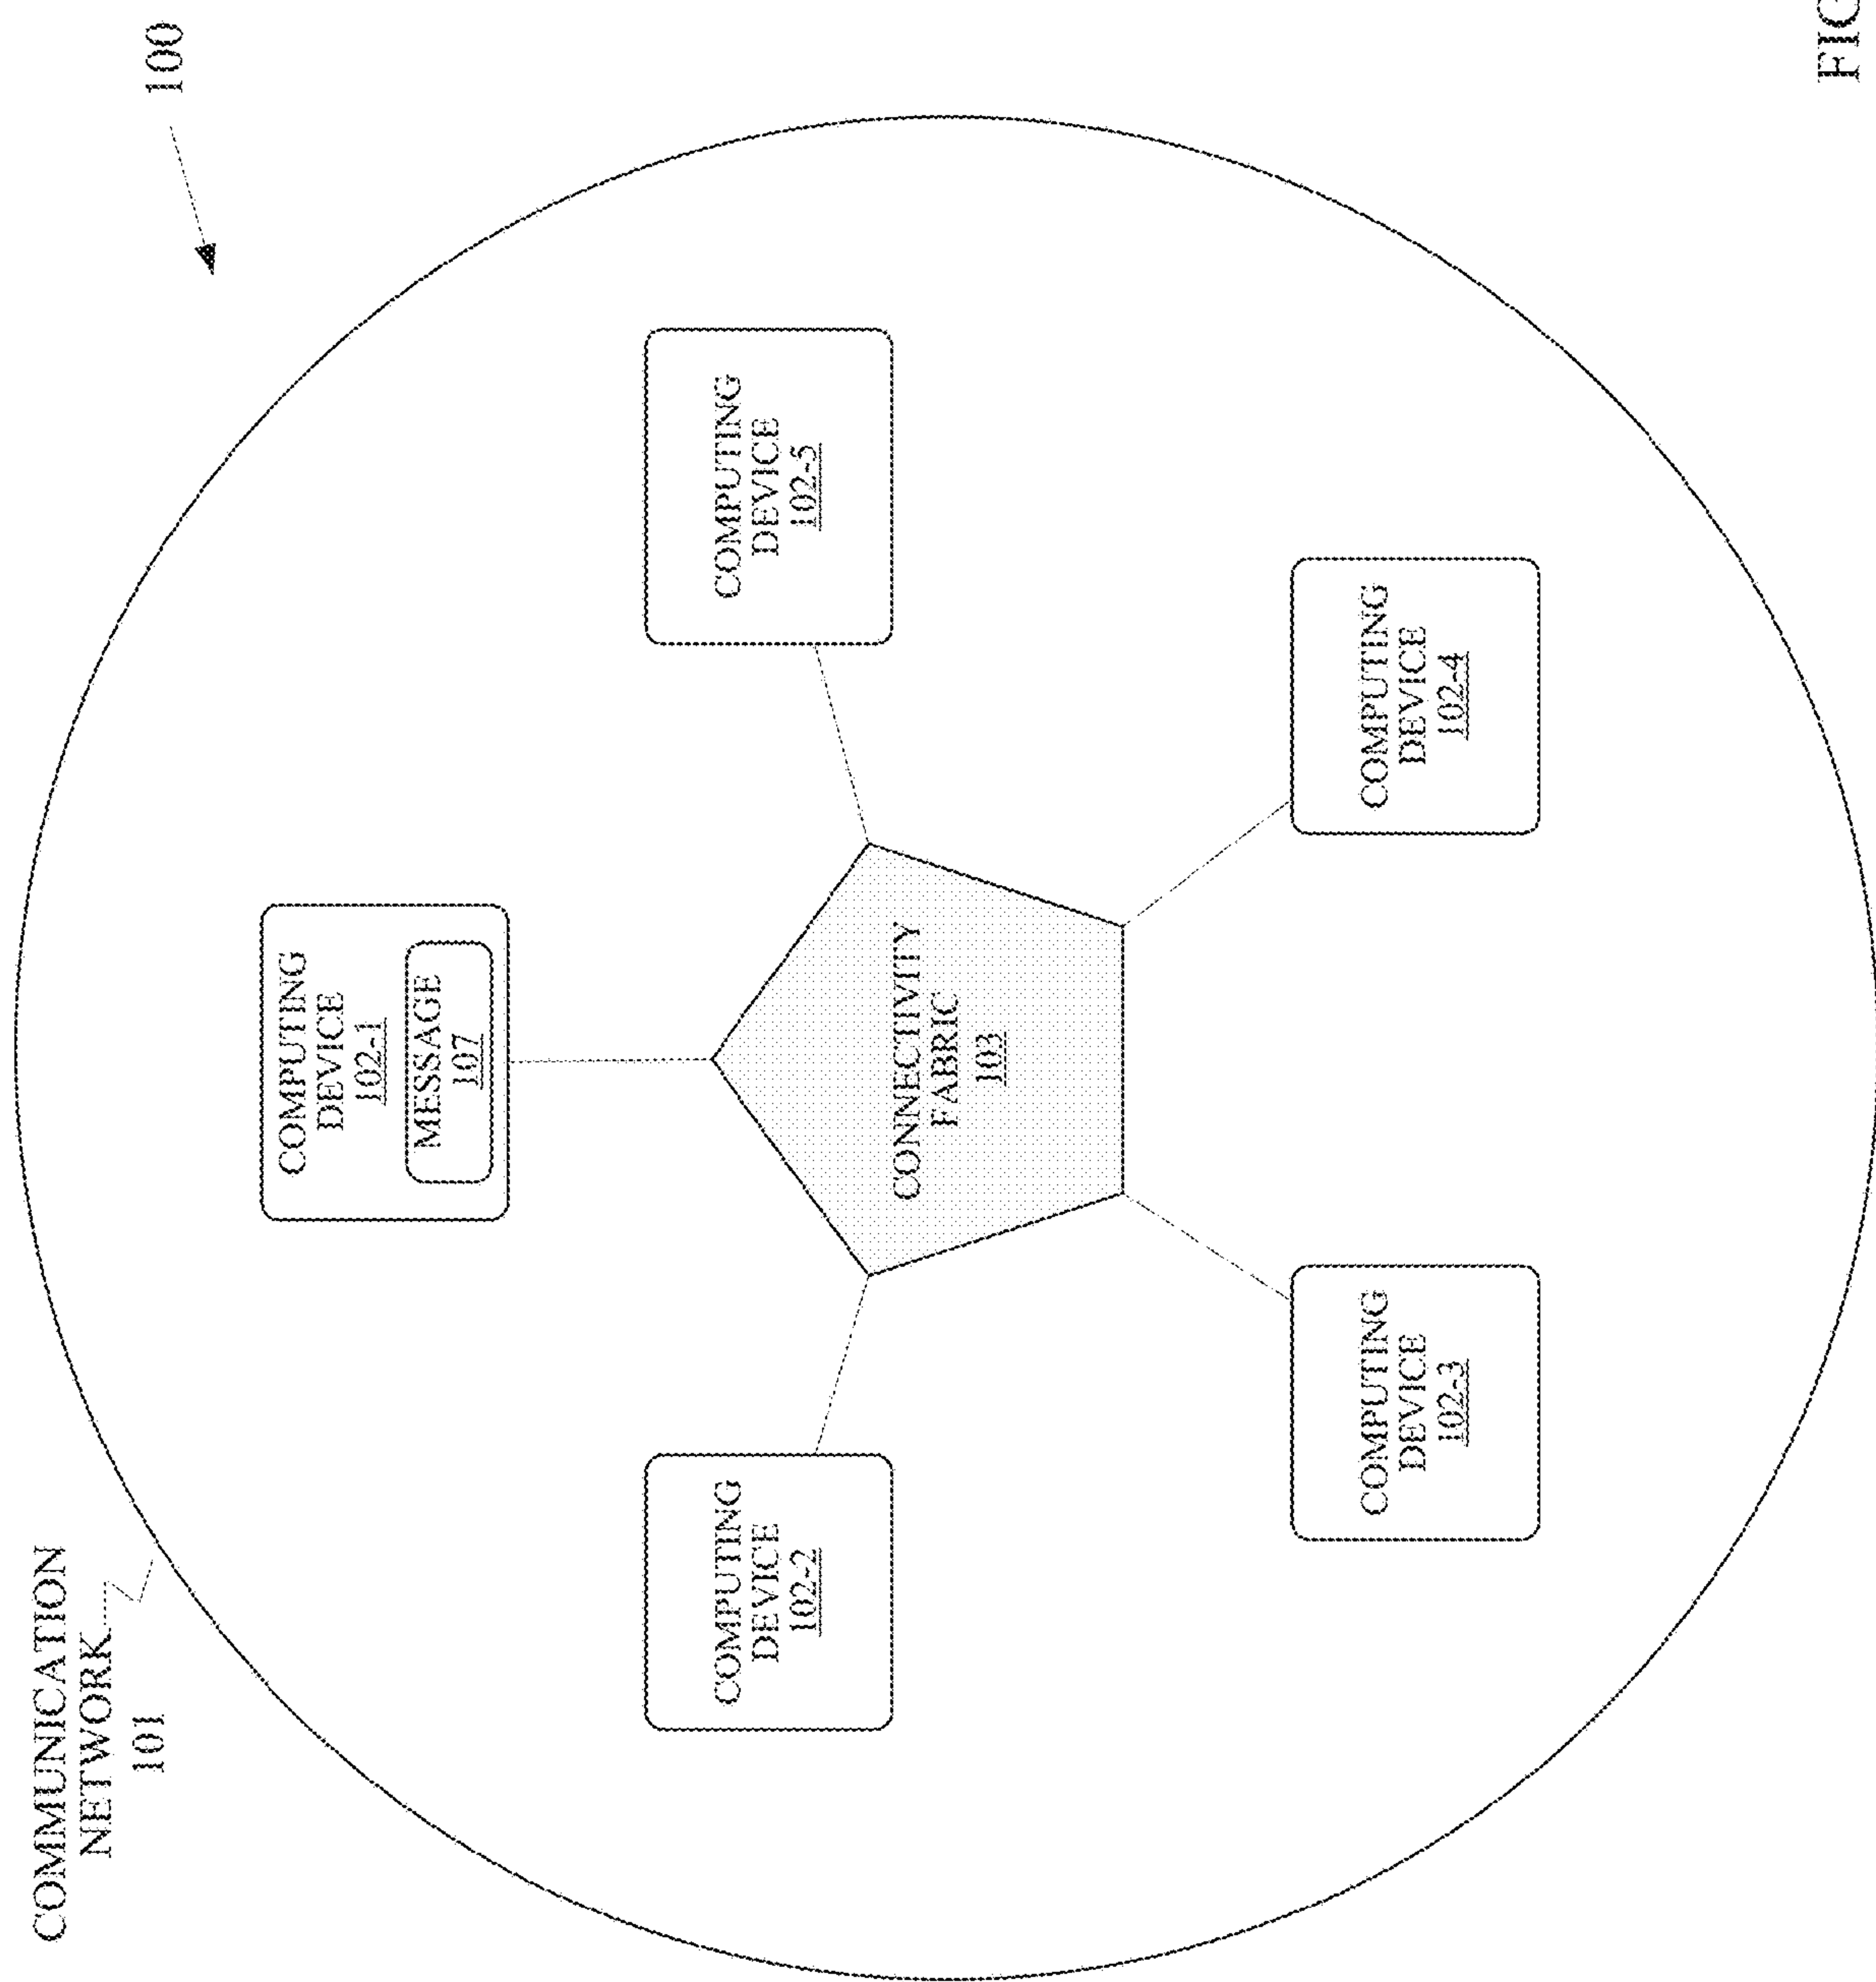 COMMUNICATION
NETWORK
101
100
COMPUTING
DEVICE
102-1
MESSAGE
107
COMPUTING
DEVICE
102-2
COMPUTING
DEVICE
102-5
CONNECTIVITY
FABRIC
103
COMPUTING
DEVICE
102-3
COMPUTING
DEVICE
102-4
FIG